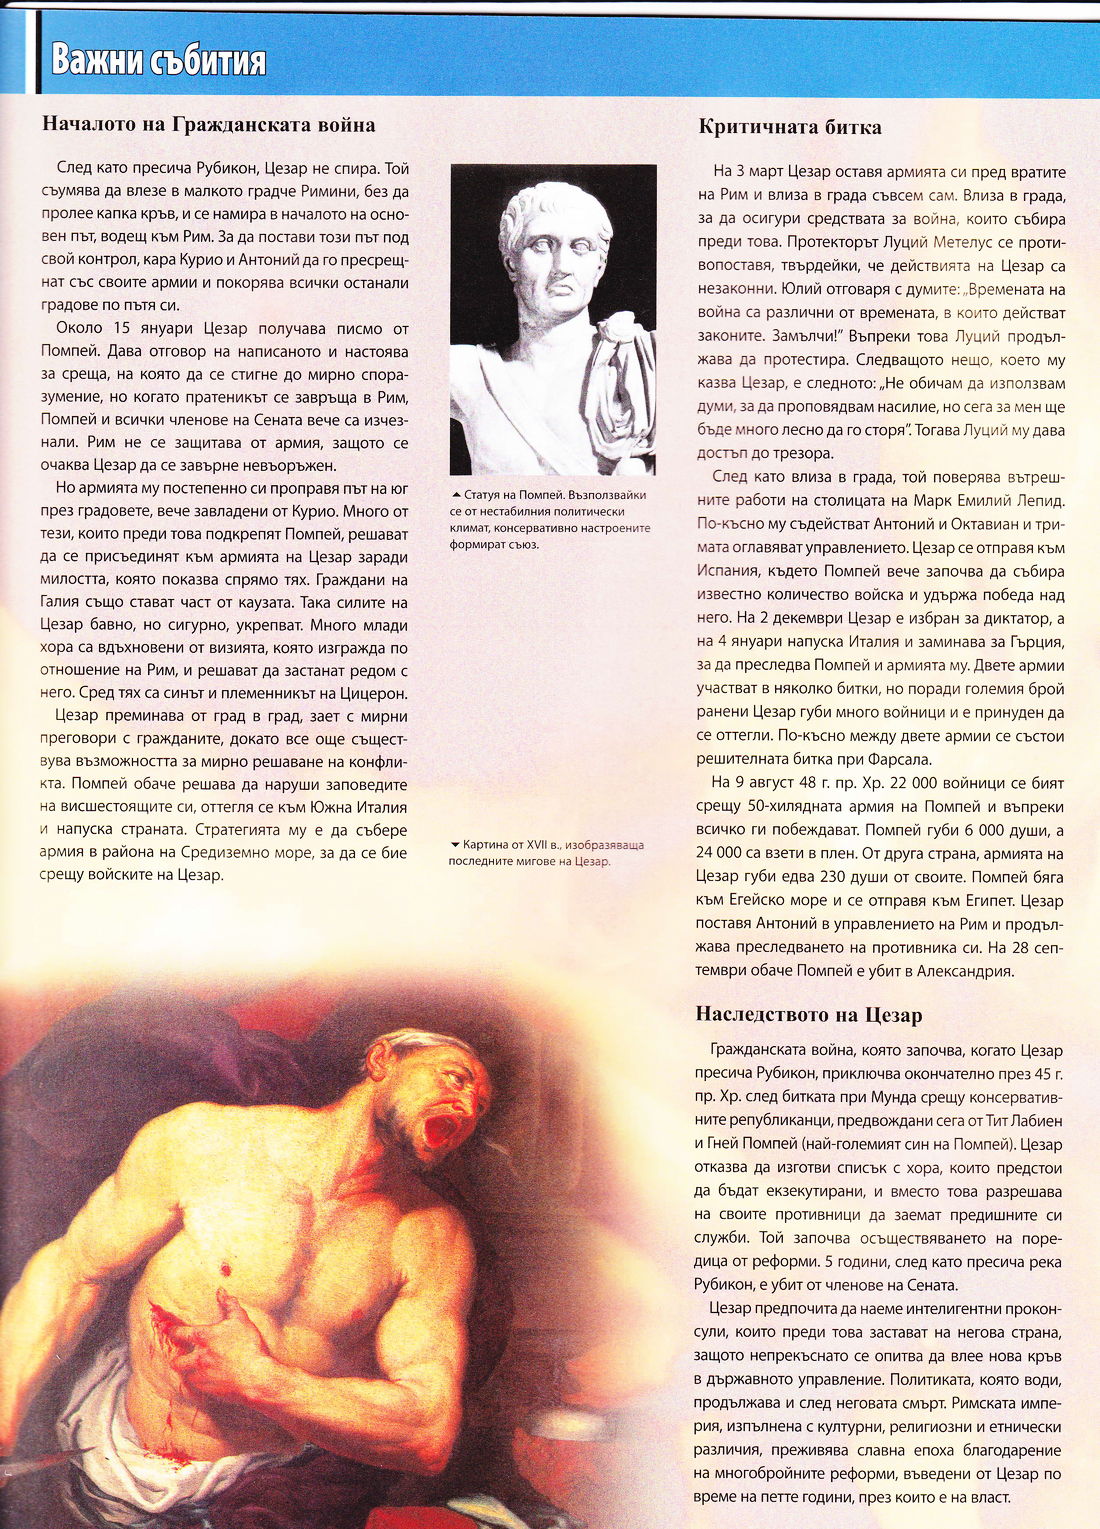 Важни събития
Началото на Гражданската война
След като пресича Рубикон, Цезар не спира. Той
съумява да влезе в малкото градче Римини, без да
пролее капка кръв, и се намира в началото на осно-
вен път, водещ към Рим. За да постави този път под
свой контрол, кара Курио и Антоний да го пресрещ-
нат със своите армии и покорява всички останали
градове по пътя си.
Около 15 януари Цезар получава писмо от
Помпей. Дава отговор на написаното и настоява
за среща, на която да се стигне до мирно спора-
зумение, но когато пратеникът се завръща в Рим,
Помпей и всички членове на Сената вече са изчез-
нали. Рим не се защитава от армия, защото се
очаква Цезар да се завърне невъоръжен.
Но армията му постепенно си проправя път на юг
през градовете, вече завладени от Курио. Много от
тези, които преди това подкрепят Помпей, решават
да се присъединят към армията на Цезар заради
милостта, която показва спрямо тях. Граждани на
Галия също стават част от каузата. Така силите на
Цезар бавно, но сигурно, укрепват. Много млади
хора са вдъхновени от визията, която изгражда по
отношение на Рим, и решават да застанат редом с
него. Сред тях са синът и племенникът на Цицерон.
Цезар преминава от град в град, зает с мирни
преговори с гражданите, докато все още същест-
вува възможността за мирно решаване на конфли-
кта. Помпей обаче решава да наруши заповедите
на висшестоящите си, оттегля се към Южна Италия
и напуска страната. Стратегията му е да събере
армия в района на Средиземно море, за да се бие
срещу войските на Цезар.
▲ Статуя на Помпей. Възползвайки
се от нестабилния политически
климат, консервативно настроените
формират съюз.
▼ Картина от XVII в., изобразяваща
последните мигове на Цезар.
Критичната битка
На 3 март Цезар оставя армията си пред вратите
на Рим и влиза в града съвсем сам. Влиза в града,
за да осигури средствата за война, които събира
преди това. Протекторът Луций Метелус се проти-
вопоставя, твърдейки, че действията на Цезар са
незаконни. Юлий отговаря с думите: „Времената на
война са различни от времената, в които действат
законите. Замълчи!” Въпреки това Луций продъл-
жава да протестира. Следващото нещо, което му
казва Цезар, е следното: „Не обичам да използвам
думи, за да проповядвам насилие, но сега за мен ще
бъде много лесно да го сторя”. Тогава Луций му дава
достъп до трезора.
След като влиза в града, той поверява вътреш-
ните работи на столицата на Марк Емилий Лепид.
По-късно му съдействат Антоний и Октавиан и три-
мата оглавяват управлението. Цезар се отправя към
Испания, където Помпей вече започва да събира
известно количество войска и удържа победа над
него. На 2 декември Цезар е избран за диктатор, а
на 4 януари напуска Италия и заминава за Гърция,
за да преследва Помпей и армията му. Двете армии
участват в няколко битки, но поради големия брой
ранени Цезар губи много войници и е принуден да
се оттегли. По-късно между двете армии се състои
решителната битка при Фарсала.
На 9 август 48 г. пр. Хр. 22 000 войници се бият
срещу 50-хилядната армия на Помпей и въпреки
всичко ги побеждават. Помпей губи 6 000 души, а
24 000 са взети в плен. От друга страна, армията на
Цезар губи едва 230 души от своите. Помпей бяга
към Егейско море и се отправя към Египет. Цезар
поставя Антоний в управлението на Рим и продъл-
жава преследването на противника си. На 28 сеп-
тември обаче Помпей е убит в Александрия.
Наследството на Цезар
Гражданската война, която започва, когато Цезар
пресича Рубикон, приключва окончателно през 45 г.
пр. Хр. след битката при Мунда срещу консерватив-
ните републиканци, предвождани сега от Тит Лабиен
и Гней Помпей (най-големият син на Помпей). Цезар
отказва да изготви списък с хора, които предстои
да бъдат екзекутирани, и вместо това разрешава
на своите противници да заемат предишните си
служби. Той започва осъществяването на поре-
дица от реформи. 5 години, след като пресича река
Рубикон, е убит от членове на Сената.
Цезар предпочита да наеме интелигентни прокон-
сули, които преди това застават на негова страна,
защото непрекъснато се опитва да влее нова кръв
в държавното управление. Политиката, която води,
продължава и след неговата смърт. Римската импе-
рия, изпълнена с културни, религиозни и етнически
различия, преживява славна епоха благодарение
на многобройните реформи, въведени от Цезар по
време на петте години, през които е на власт.